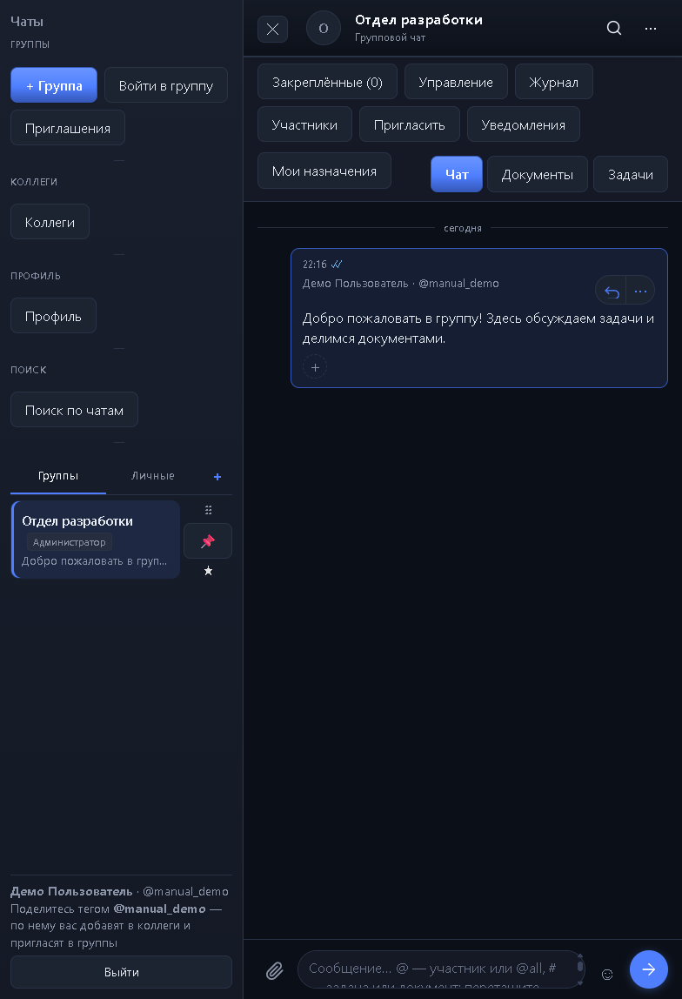 Чаты
ГРУППЫ
+ Группа
Войти в группу
Приглашения
КОЛЛЕГИ
Коллеги
ПРОФИЛЬ
Профиль
ПОИСК
Поиск по чатам
Группы
Личные
+
Отдел разработки
Администратор
Добро пожаловать в груп...
Демо Пользователь · @manual_demo
Поделитесь тегом @manual_demo —
по нему вас добавят в коллеги и
пригласят в группы
Выйти
О
Отдел разработки
Групповой чат
Закреплённые (0)
Управление
Журнал
Участники
Пригласить
Уведомления
Мои назначения
Чат
Документы
Задачи
сегодня
22:16
Демо Пользователь · @manual_demo
Добро пожаловать в группу! Здесь обсуждаем задачи и
делимся документами.
+
Сообщение... @ — участник или @all, #
— задача или документ; перетащите